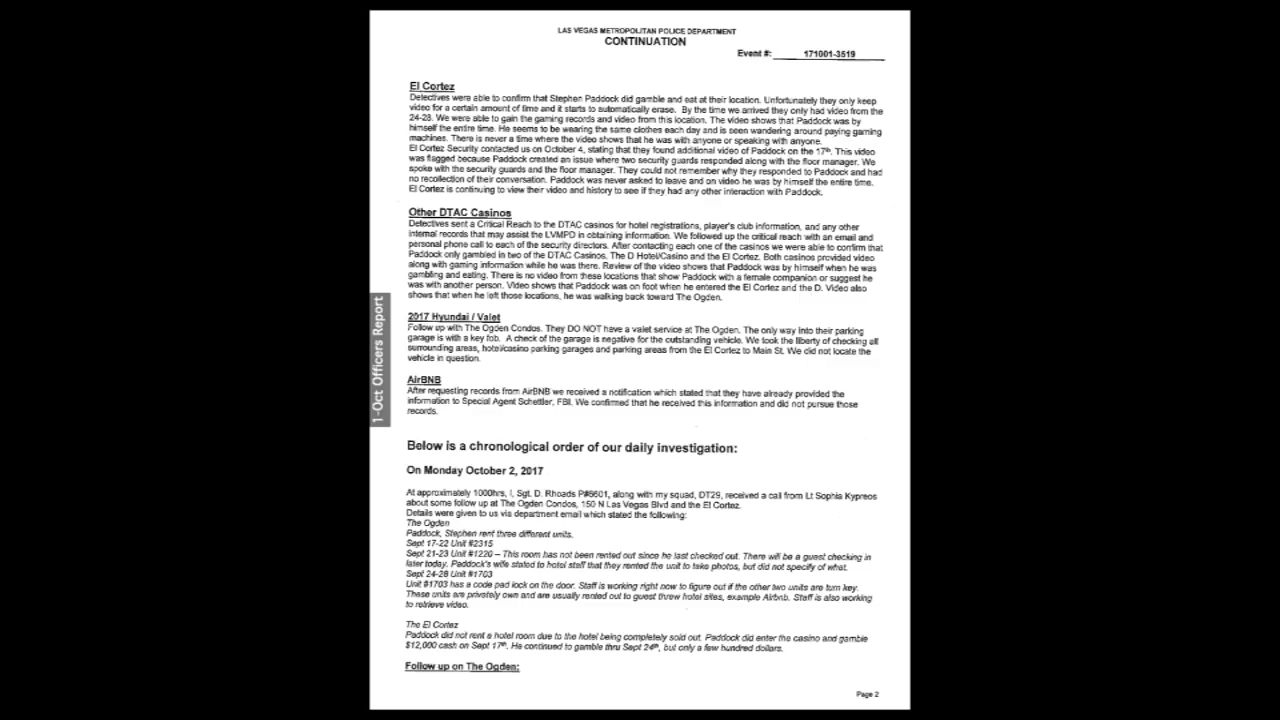 LAS VEGAS METROPOLITAN POLICE DEPARTMENT
CONTINUATION
Event #: 171001-3519
El Cortez
Detectives were able to confirm that Stephen Paddock did gamble and eat at their location. Unfortunately they only keep
video for a certain amount of time and it starts to automatically erase. By the time we arrived they only had video from the
24-28. We were able to gain the gaming records and video from this location. The video shows that Paddock was by
himself the entire time. He seems to be wearing the same clothes each day and is seen wandering around paying gaming
machines. There is never a time where the video shows that he was with anyone or speaking with anyone.
El Cortez Security contacted us on October 4, stating that they found additional video of Paddock on the 17th. This video
was flagged because Paddock created an issue where two security guards responded along with the floor manager. We
spoke with the security guards and the floor manager. They could not remember why they responded to Paddock and had
no recollection of their conversation. Paddock was never asked to leave and on video he was by himself the entire time.
El Cortez is continuing to view their video and history to see if they had any other interaction with Paddock.
Other DTAC Casinos
Detectives sent a Critical Reach to the DTAC casinos for hotel registrations, player's club information, and any other
internal records that may assist the LVMPD in obtaining information. We followed up the critical reach with an email and
personal phone call to each of the security directors. After contacting each one of the casinos we were able to confirm that
Paddock only gambled in two of the DTAC Casinos. The D Hotel/Casino and the El Cortez. Both casinos provided video
along with gaming information while he was there. Review of the video shows that Paddock was by himself when he was
gambling and eating. There is no video from these locations that show Paddock with a female companion or suggest he
was with another person. Video shows that Paddock was on foot when he entered the El Cortez and the D. Video also
shows that when he left those locations, he was walking back toward The Ogden.
2017 Hyundai / Valet
Follow up with The Ogden Condos. They DO NOT have a valet service at The Ogden. The only way into their parking
garage is with a key fob. A check of the garage is negative for the outstanding vehicle. We took the liberty of checking all
surrounding areas, hotel/casino parking garages and parking areas from the El Cortez to Main St. We did not locate the
vehicle in question.
1-Oct Officers Report
AirBNB
After requesting records from AirBNB we received a notification which stated that they have already provided the
information to Special Agent Schettler, FBI. We confirmed that he received this information and did not pursue those
records.
Below is a chronological order of our daily investigation:
On Monday October 2, 2017
At approximately 1000hrs, I, Sgt. D. Rhoads P#6601, along with my squad, DT29, received a call from Lt Sophia Kypreos
about some follow up at The Ogden Condos, 150 N Las Vegas Blvd and the El Cortez.
Details were given to us via department email which stated the following:
The Ogden
Paddock, Stephen rent three different units.
Sept 17-22 Unit #2315
Sept 21-23 Unit #1220 – This room has not been rented out since he last checked out. There will be a guest checking in
later today. Paddock's wife stated to hotel staff that they rented the unit to take photos, but did not specify of what.
Sept 24-28 Unit #1703
Unit #1703 has a code pad lock on the door. Staff is working right now to figure out if the other two units are turn key.
These units are privately own and are usually rented out to guest threw hotel sites, example Airbnb. Staff is also working
to retrieve video.
The El Cortez
Paddock did not rent a hotel room due to the hotel being completely sold out. Paddock did enter the casino and gamble
$12,000 cash on Sept 17th. He continued to gamble thru Sept 24th, but only a few hundred dollars.
Follow up on The Ogden:
Page 2